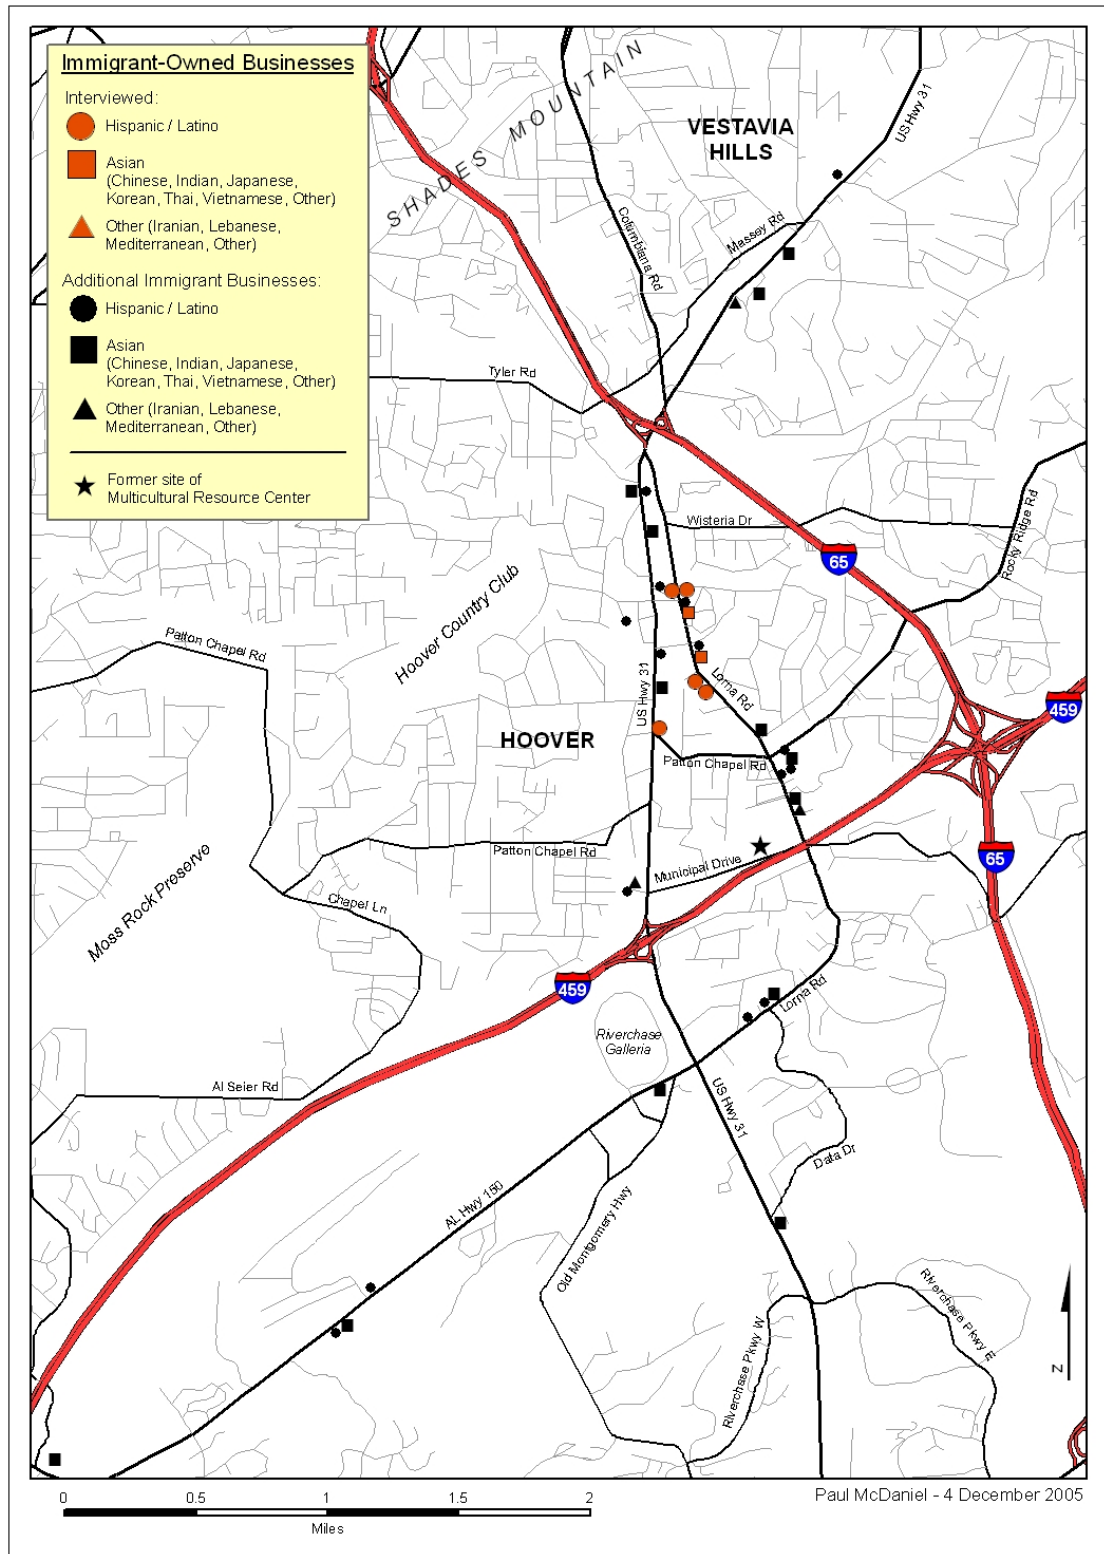 Immigrant-Owned Businesses
Interviewed:
Hispanic / Latino
Asian
(Chinese, Indian, Japanese,
Korean, Thai, Vietnamese, Other)
Other (Iranian, Lebanese,
Mediterranean, Other)
Additional Immigrant Businesses:
Hispanic / Latino
Asian
(Chinese, Indian, Japanese,
Korean, Thai, Vietnamese, Other)
Other (Iranian, Lebanese,
Mediterranean, Other)
Former site of
Multicultural Resource Center
SHADES MOUNTAIN
VESTAVIA
HILLS
US Hwy 31
Columbiana Rd
Massey Rd
Tyler Rd
Wisteria Dr
Rocky Ridge Rd
65
Hoover Country Club
Patton Chapel Rd
US Hwy 31
Lorna Rd
459
HOOVER
Patton Chapel Rd
Patton Chapel Rd
Municipal Drive
65
Moss Rock Preserve
Chapel Ln
459
Lorna Rd
Riverchase
Galleria
Al Seier Rd
US Hwy 31
Data Dr
AL Hwy 150
Old Montgomery Hwy
Riverchase Pkwy W
Riverchase Pkwy E
N
0 0.5 1 1.5 2
Miles
Paul McDaniel - 4 December 2005